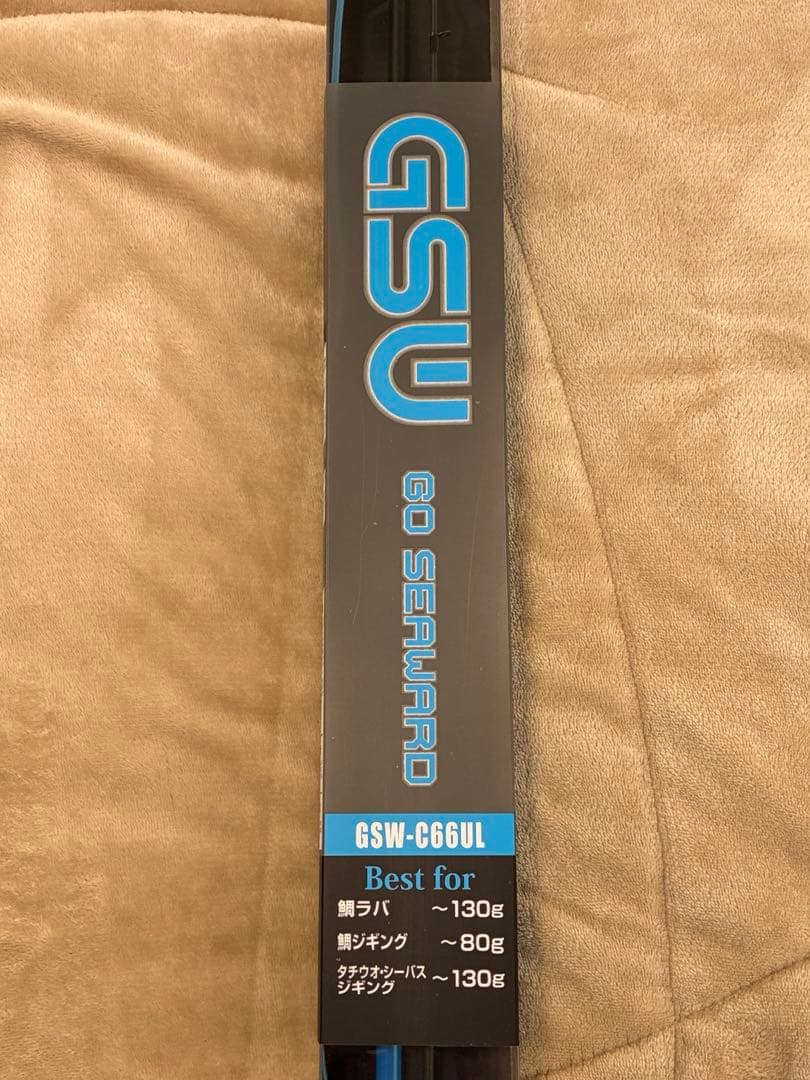 GSW
GO SEAWARD
GSW-C66UL
Best for
鯛ラバ ～130g
鯛ジギング ～80g
タチウオ・シーバス
ジギング ～130g